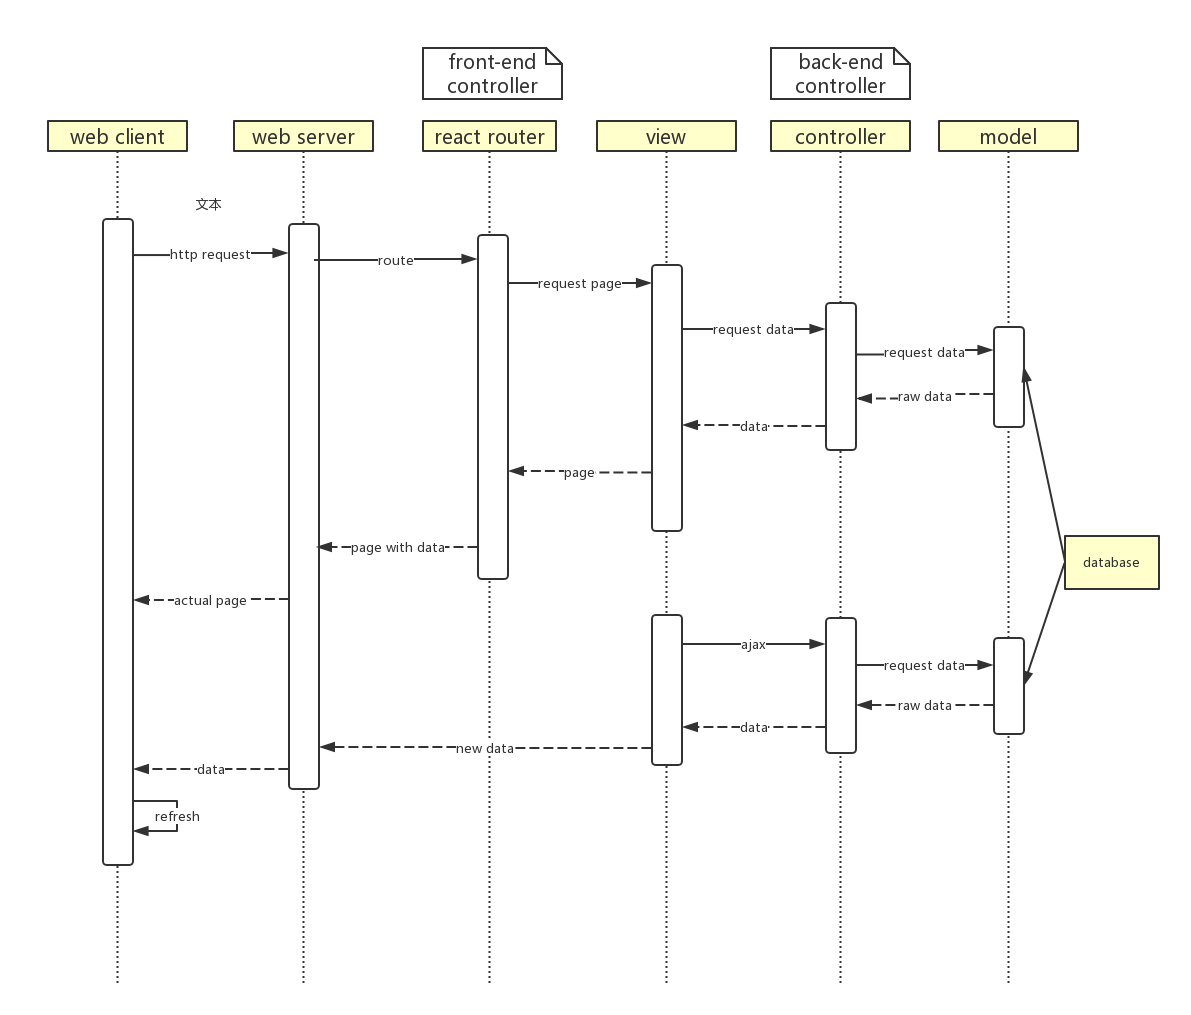 front-end
controller
back-end
controller
web client
web server
react router
view
controller
model
文本
http request
route
request page
request data
request data
raw data
data
page
page with data
database
actual page
ajax
request data
raw data
data
new data
data
refresh